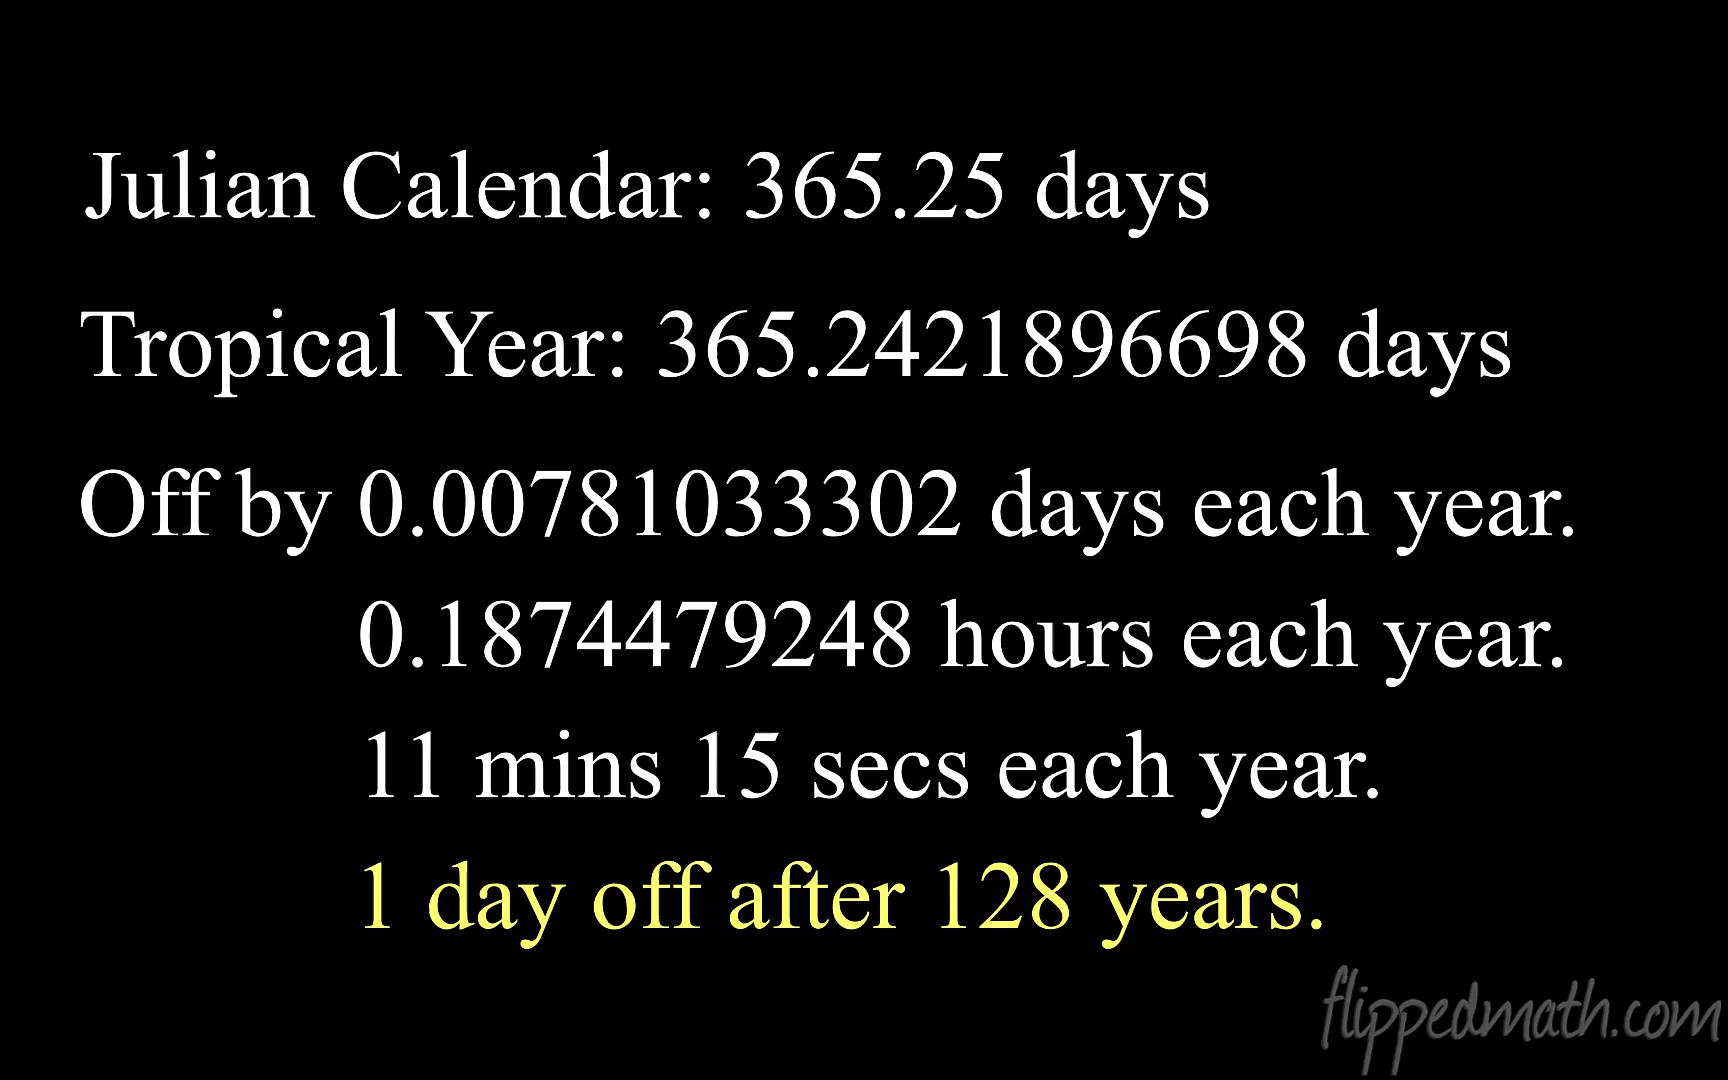 Julian Calendar: 365.25 days
Tropical Year: 365.2421896698 days
Off by 0.00781033302 days each year.
0.1874479248 hours each year.
11 mins 15 secs each year.
1 day off after 128 years.
flippedmath.com